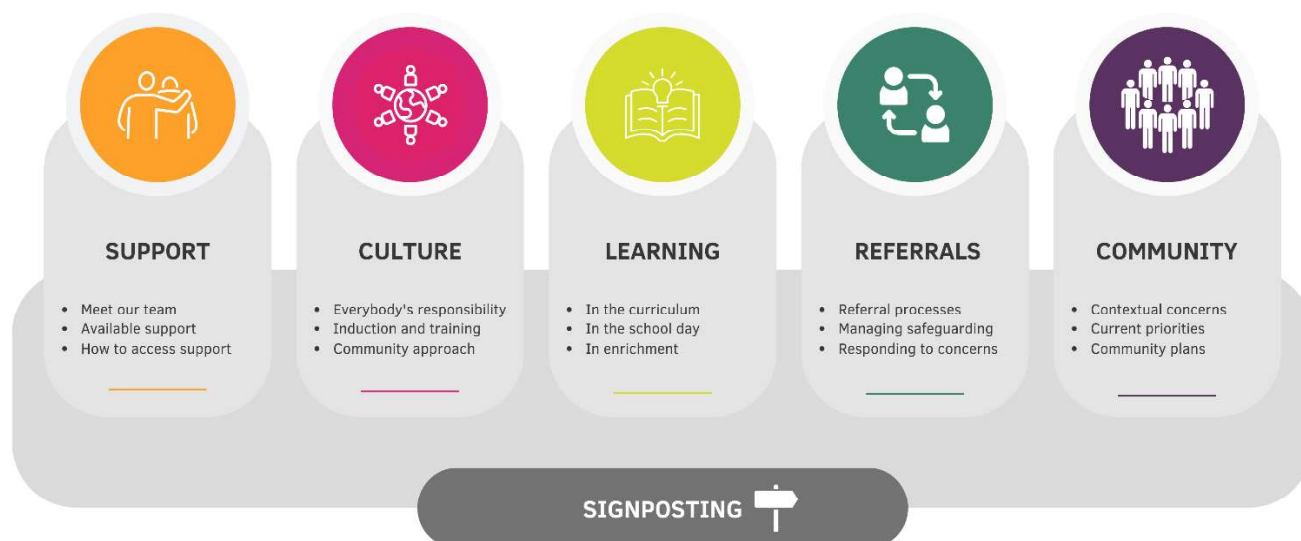 SUPPORT
• Meet our team
• Available support
• How to access support
CULTURE
• Everybody's responsibility
• Induction and training
• Community approach
LEARNING
• In the curriculum
• In the school day
• In enrichment
REFERRALS
• Referral processes
• Managing safeguarding
• Responding to concerns
COMMUNITY
• Contextual concerns
• Current priorities
• Community plans
SIGNPOSTING